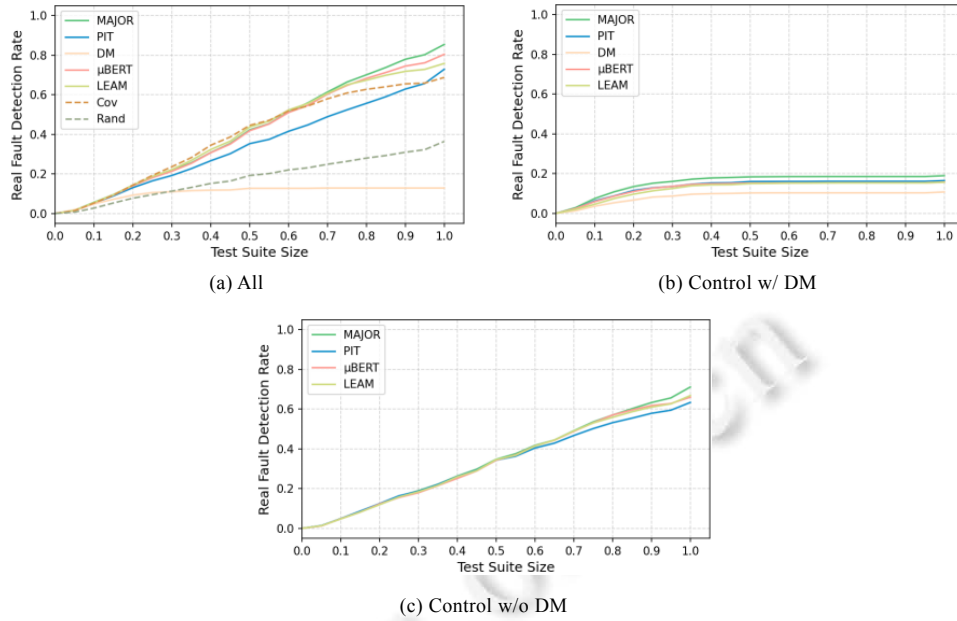 1.0
0.8
0.6
0.4
0.2
0.0
Real Fault Detection Rate
MAJOR
PIT
DM
μBERT
LEAM
Cov
Rand
0.0 0.1 0.2 0.3 0.4 0.5 0.6 0.7 0.8 0.9 1.0
Test Suite Size
(a) All
1.0
0.8
0.6
0.4
0.2
0.0
Real Fault Detection Rate
MAJOR
PIT
DM
μBERT
LEAM
0.0 0.1 0.2 0.3 0.4 0.5 0.6 0.7 0.8 0.9 1.0
Test Suite Size
(b) Control w/ DM
1.0
0.8
0.6
0.4
0.2
0.0
Real Fault Detection Rate
MAJOR
PIT
μBERT
LEAM
0.0 0.1 0.2 0.3 0.4 0.5 0.6 0.7 0.8 0.9 1.0
Test Suite Size
(c) Control w/o DM